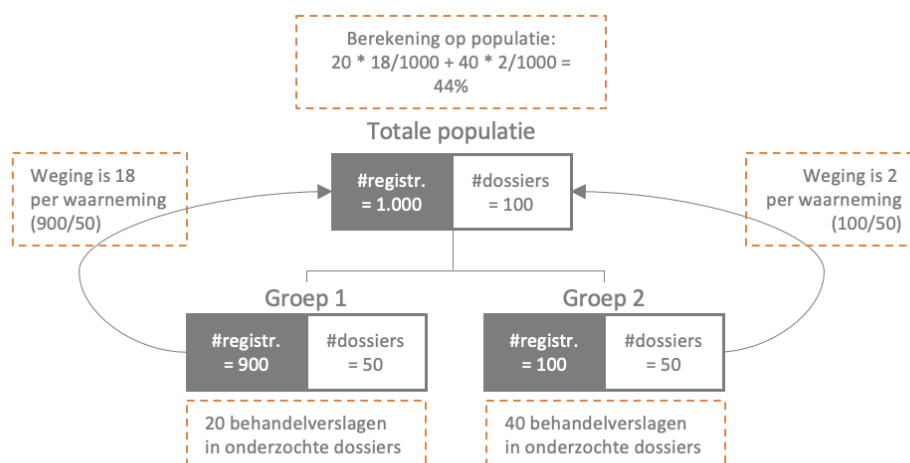 Berekening op populatie:
20 * 18/1000 + 40 * 2/1000 =
44%
Totale populatie
Weging is 18
per waarneming
(900/50)
#registr.
= 1.000
#dossiers
= 100
Weging is 2
per waarneming
(100/50)
Groep 1
#registr.
= 900
#dossiers
= 50
20 behandelverslagen
in onderzochte dossiers
Groep 2
#registr.
= 100
#dossiers
= 50
40 behandelverslagen
in onderzochte dossiers